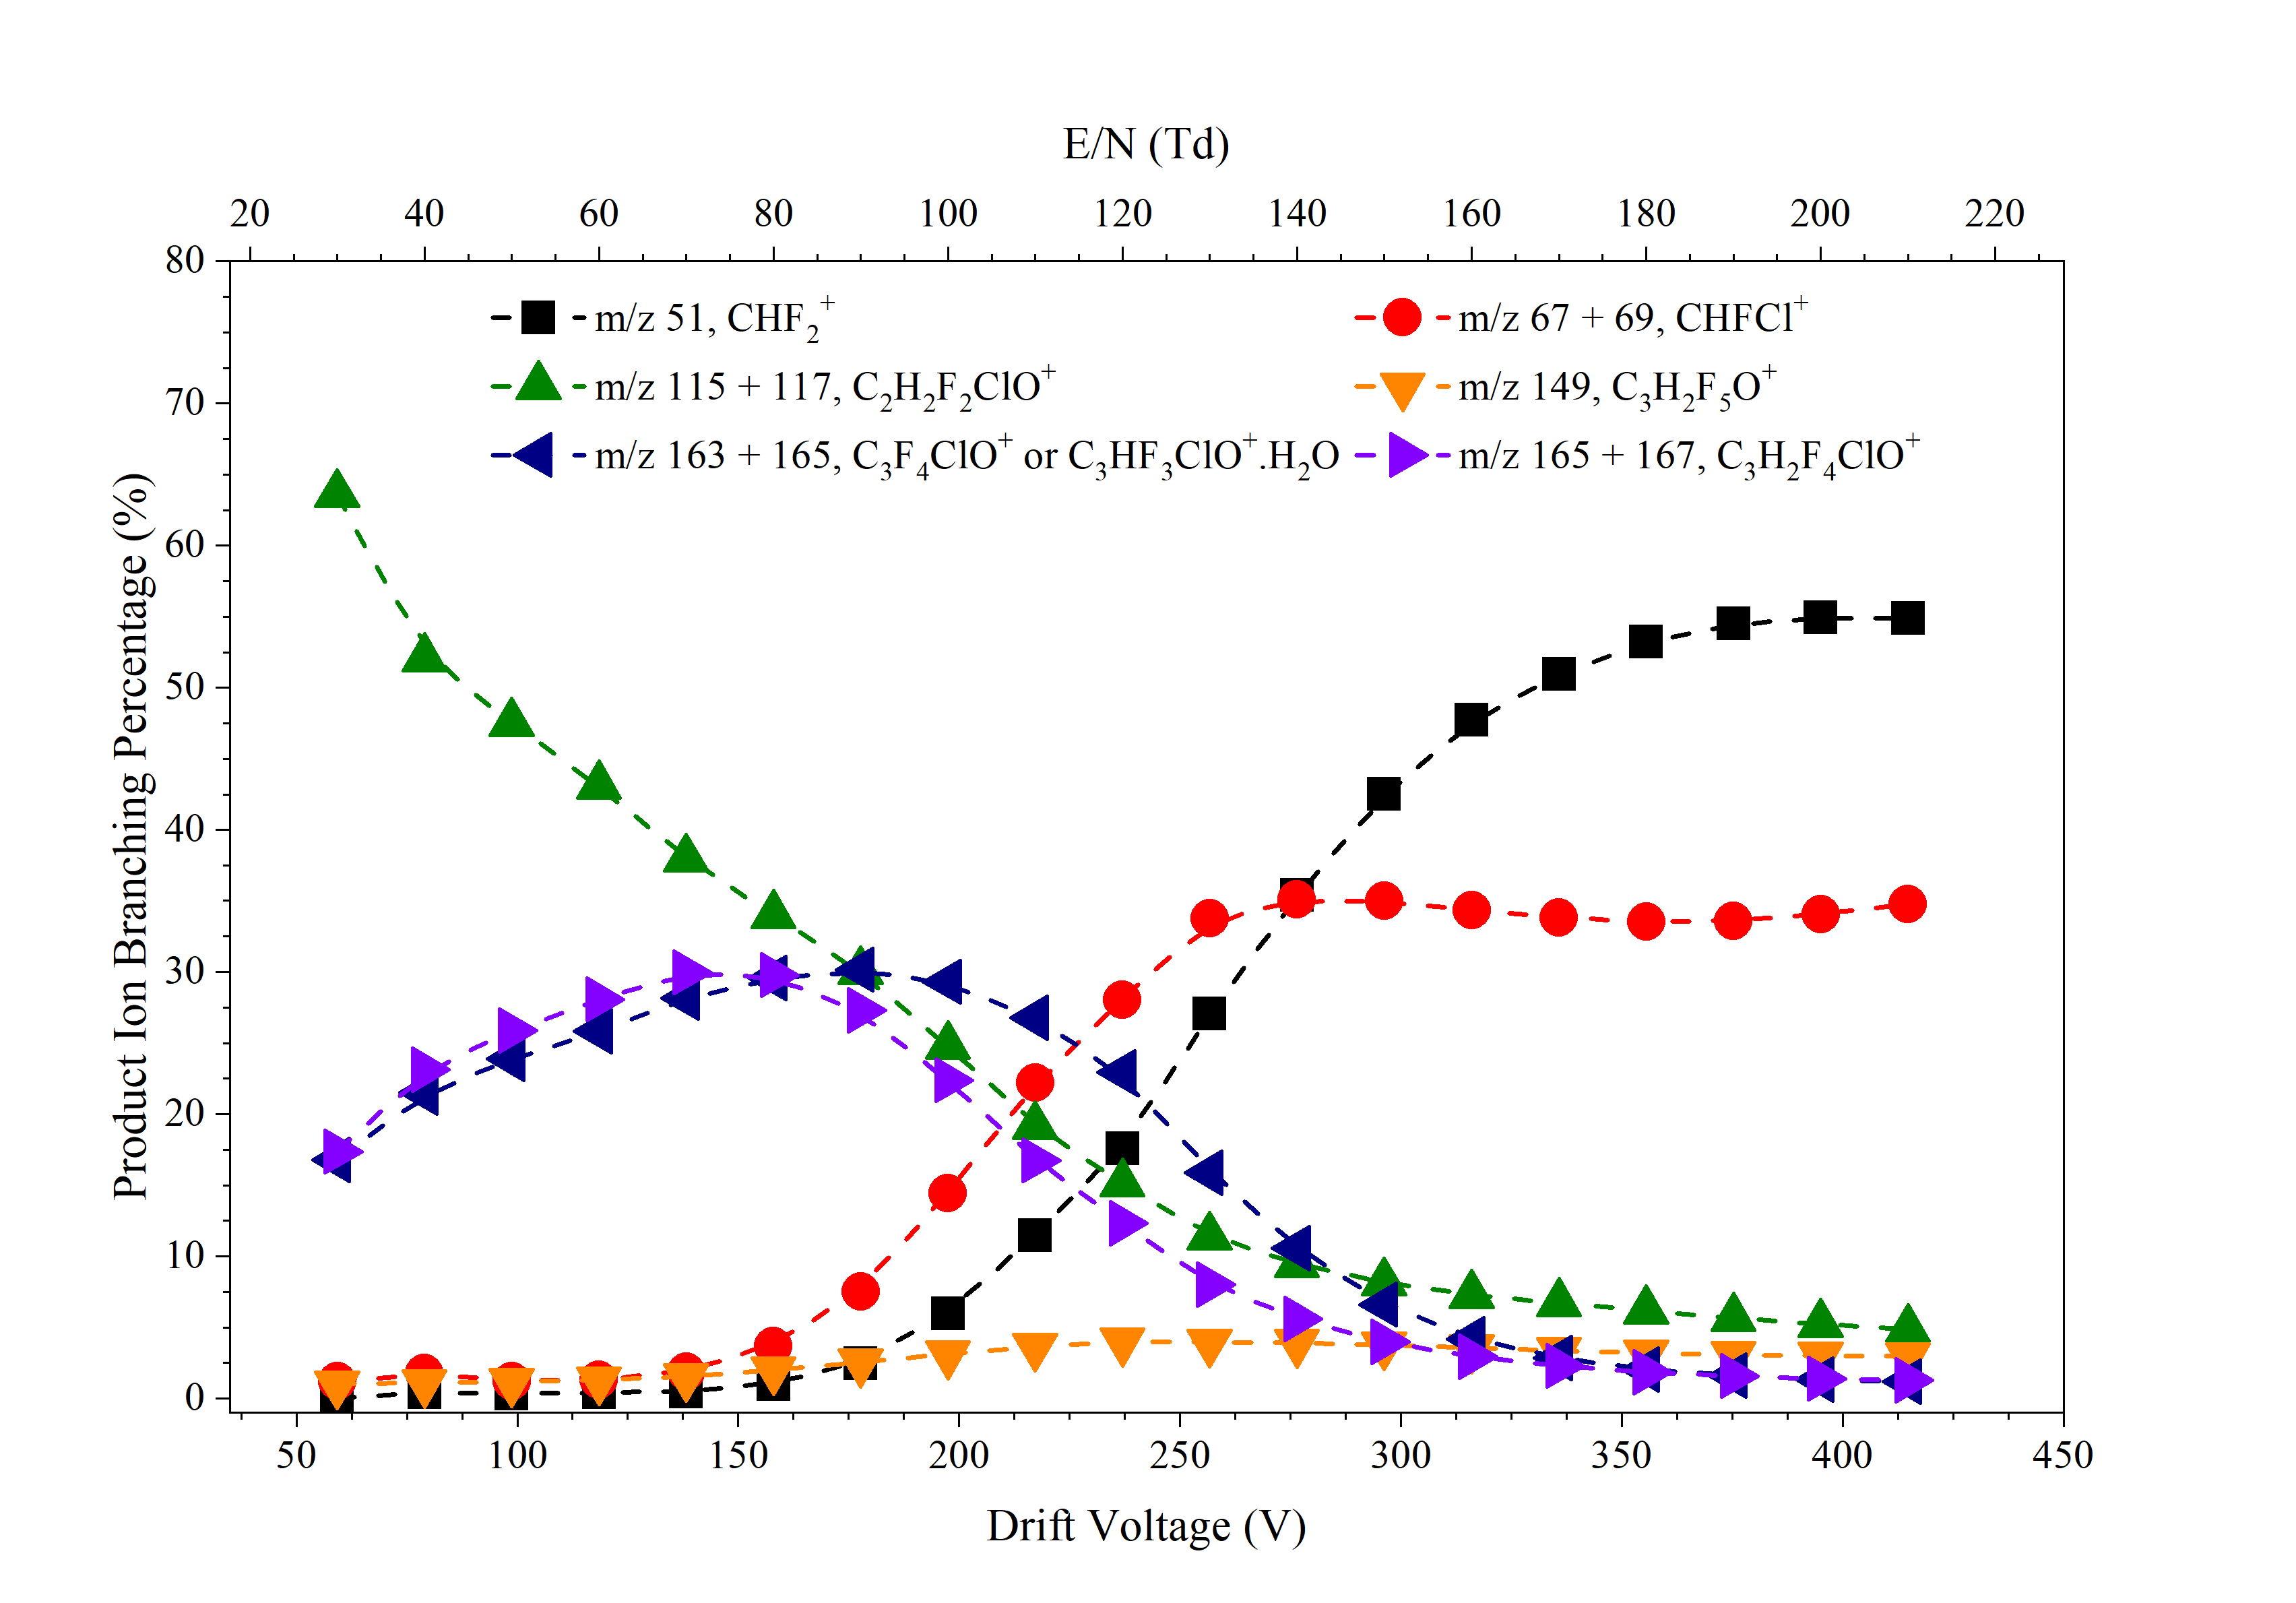 E/N (Td)
20 40 60 80 100 120 140 160 180 200 220
80
70
60
50
40
30
20
10
0
Product Ion Branching Percentage (%)
m/z 51, CHF₂⁺
m/z 67 + 69, CHFCl⁺
m/z 115 + 117, C₂H₂F₂ClO⁺
m/z 149, C₃H₂F₅O⁺
m/z 163 + 165, C₃F₄ClO⁺ or C₃HF₃ClO⁺.H₂O
m/z 165 + 167, C₃H₂F₄ClO⁺
50 100 150 200 250 300 350 400 450
Drift Voltage (V)